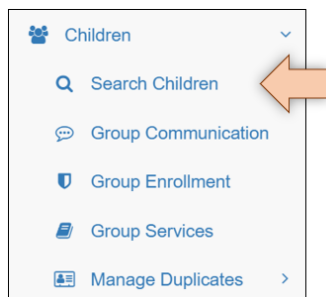 Children
Search Children
Group Communication
Group Enrollment
Group Services
Manage Duplicates